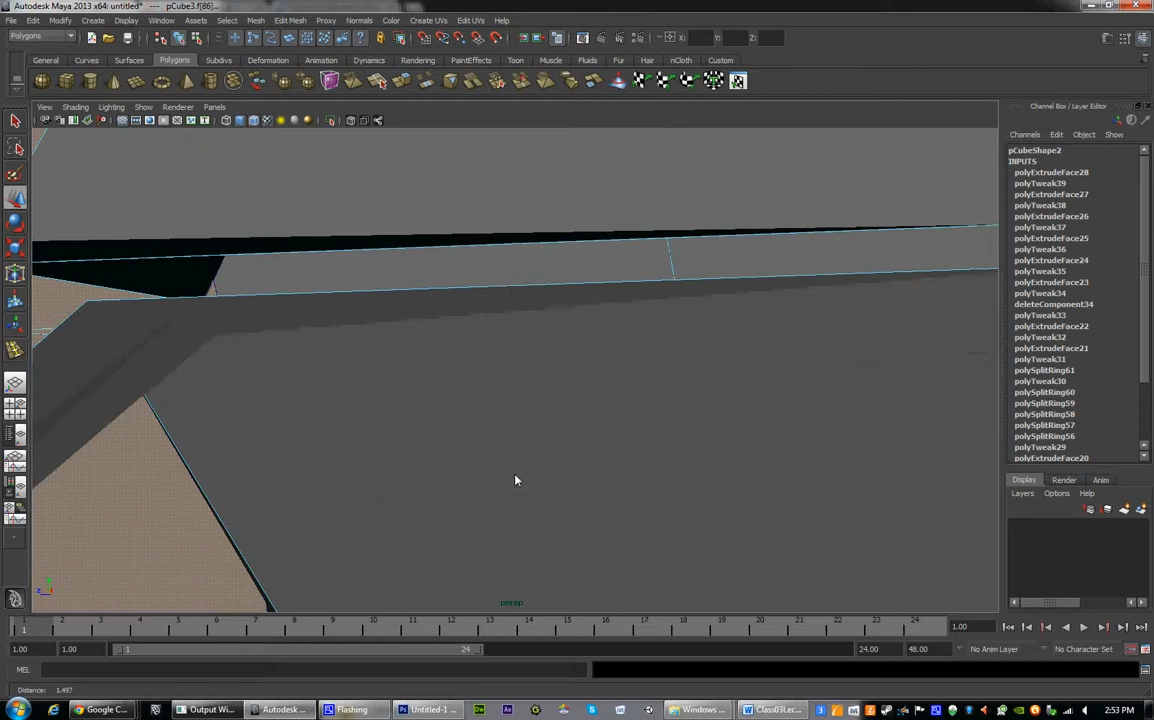 Autodesk Maya 2013 x64: untitled*   ---   pCube3.f[86]...
File Edit Modify Create Display Window Assets Select Mesh Edit Mesh Proxy Normals Color Create UVs Edit UVs Help
Polygons
X: Y: Z:
General Curves Surfaces Polygons Subdivs Deformation Animation Dynamics Rendering PaintEffects Toon Muscle Fluids Fur Hair nCloth Custom
View Shading Lighting Show Renderer Panels
Channel Box / Layer Editor
Channels Edit Object Show
pCubeShape2
INPUTS
polyExtrudeFace28
polyTweak39
polyExtrudeFace27
polyTweak38
polyExtrudeFace26
polyTweak37
polyExtrudeFace25
polyTweak36
polyExtrudeFace24
polyTweak35
polyExtrudeFace23
polyTweak34
deleteComponent34
polyTweak33
polyExtrudeFace22
polyTweak32
polyExtrudeFace21
polyTweak31
polySplitRing61
polyTweak30
polySplitRing60
polySplitRing59
polySplitRing58
polySplitRing57
polySplitRing56
polyTweak29
polyExtrudeFace20
Display Render Anim
Layers Options Help
persp
1 2 3 4 5 6 7 8 9 10 11 12 13 14 15 16 17 18 19 20 21 22 23 24
1
1.00
1.00 1.00 1 24 24.00 48.00 No Anim Layer No Character Set
MEL
Distance: 1.497
Google C... Output Wi... Autodesk ... Flashing Untitled-1 ... Windows ... Class03Lec... 2:53 PM